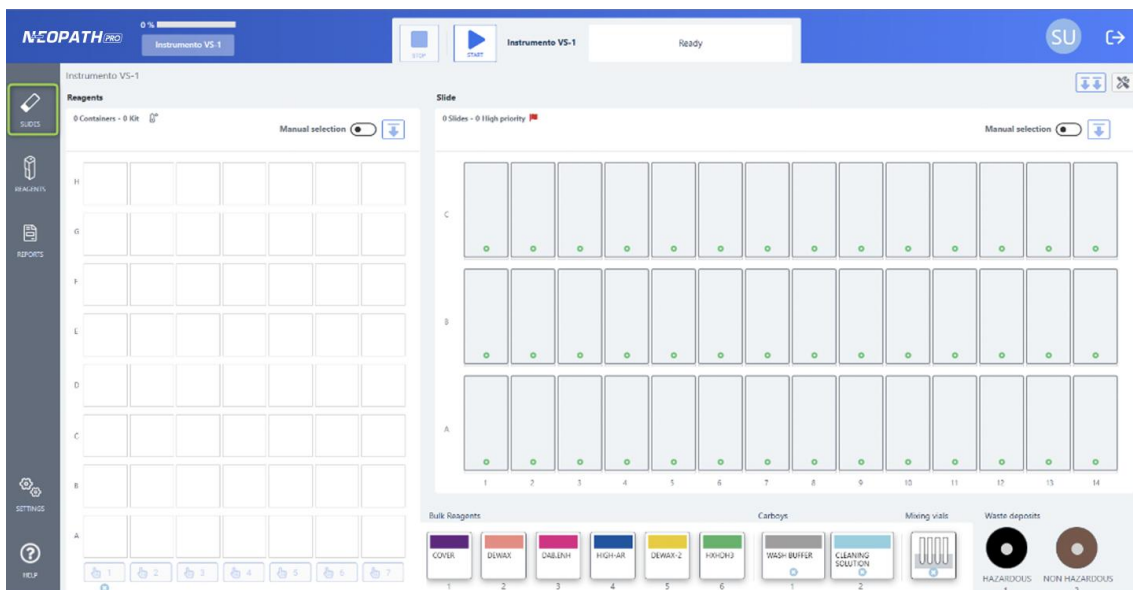 NEOPATH PRO
0 %
Instrumento VS-1
STOP
START
Instrumento VS-1
Ready
SU
Instrumento VS-1
SLIDES
REAGENTS
REPORTS
SETTINGS
HELP
Reagents
0 Containers - 0 Kit
Manual selection
H
G
F
E
D
C
B
A
1 2 3 4 5 6 7
Slide
0 Slides - 0 High priority
Manual selection
C
B
A
1 2 3 4 5 6 7 8 9 10 11 12 13 14
Bulk Reagents
COVER
DEWAX
DAB.ENH
HIGH-AR
DEWAX-2
HXHOH3
1 2 3 4 5 6
Carboys
WASH BUFFER
CLEANING
SOLUTION
1 2
Mixing vials
Waste deposits
HAZARDOUS
NON HAZARDOUS